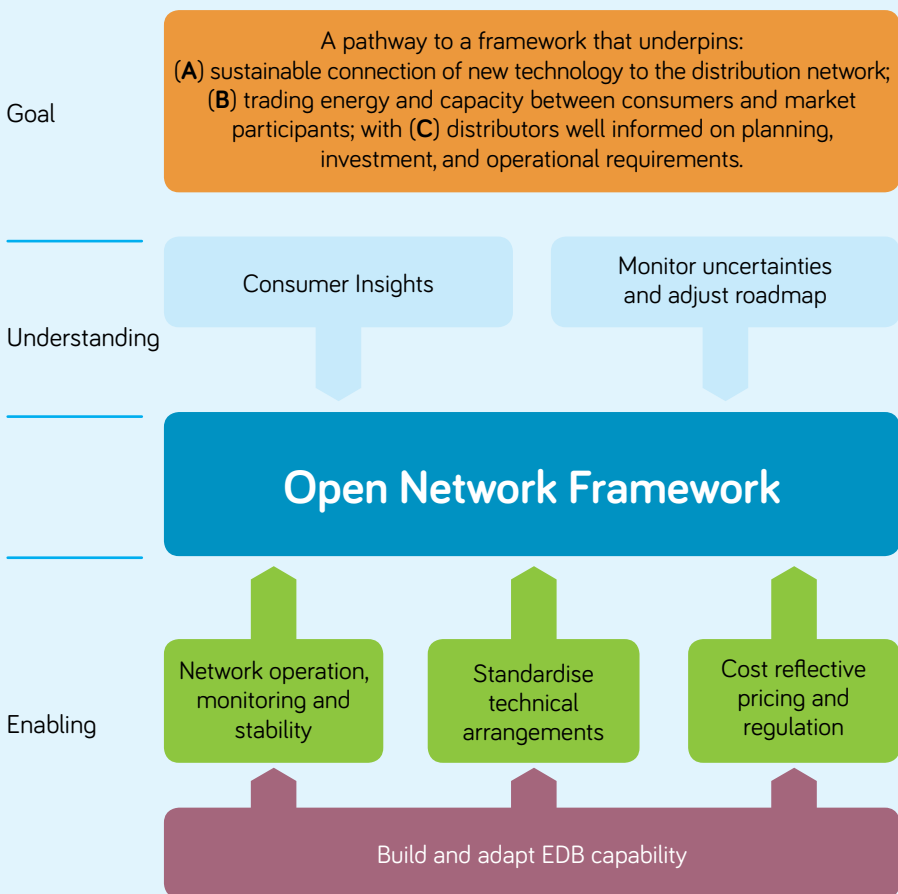 Goal
A pathway to a framework that underpins:
(A) sustainable connection of new technology to the distribution network;
(B) trading energy and capacity between consumers and market
participants; with (C) distributors well informed on planning,
investment, and operational requirements.
Understanding
Consumer Insights
Monitor uncertainties
and adjust roadmap
Open Network Framework
Enabling
Network operation,
monitoring and
stability
Standardise
technical
arrangements
Cost reflective
pricing and
regulation
Build and adapt EDB capability